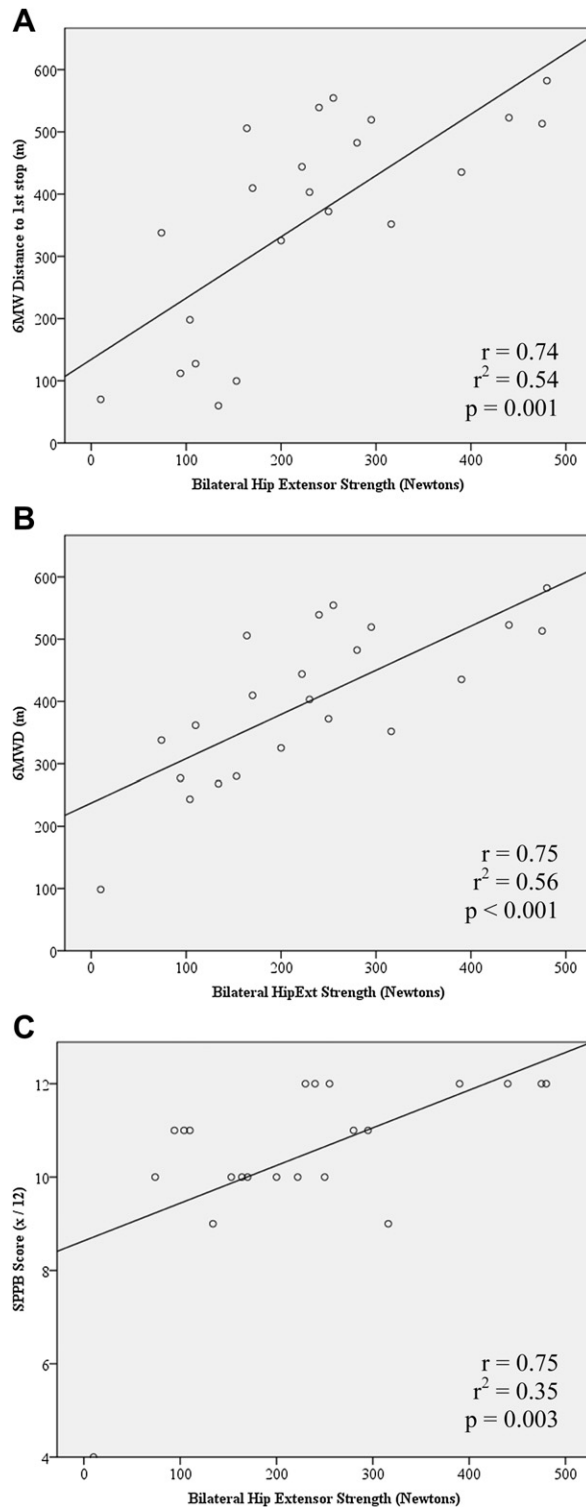 A
600
500
400
300
200
100
0
6MW Distance to 1st stop (m)
r = 0.74
r² = 0.54
p = 0.001
0 100 200 300 400 500
Bilateral Hip Extensor Strength (Newtons)
B
600
500
400
300
200
100
0
6MWD (m)
r = 0.75
r² = 0.56
p < 0.001
0 100 200 300 400 500
Bilateral HipExt Strength (Newtons)
C
12
10
8
6
4
SPPB Score (x / 12)
r = 0.75
r² = 0.35
p = 0.003
0 100 200 300 400 500
Bilateral Hip Extensor Strength (Newtons)